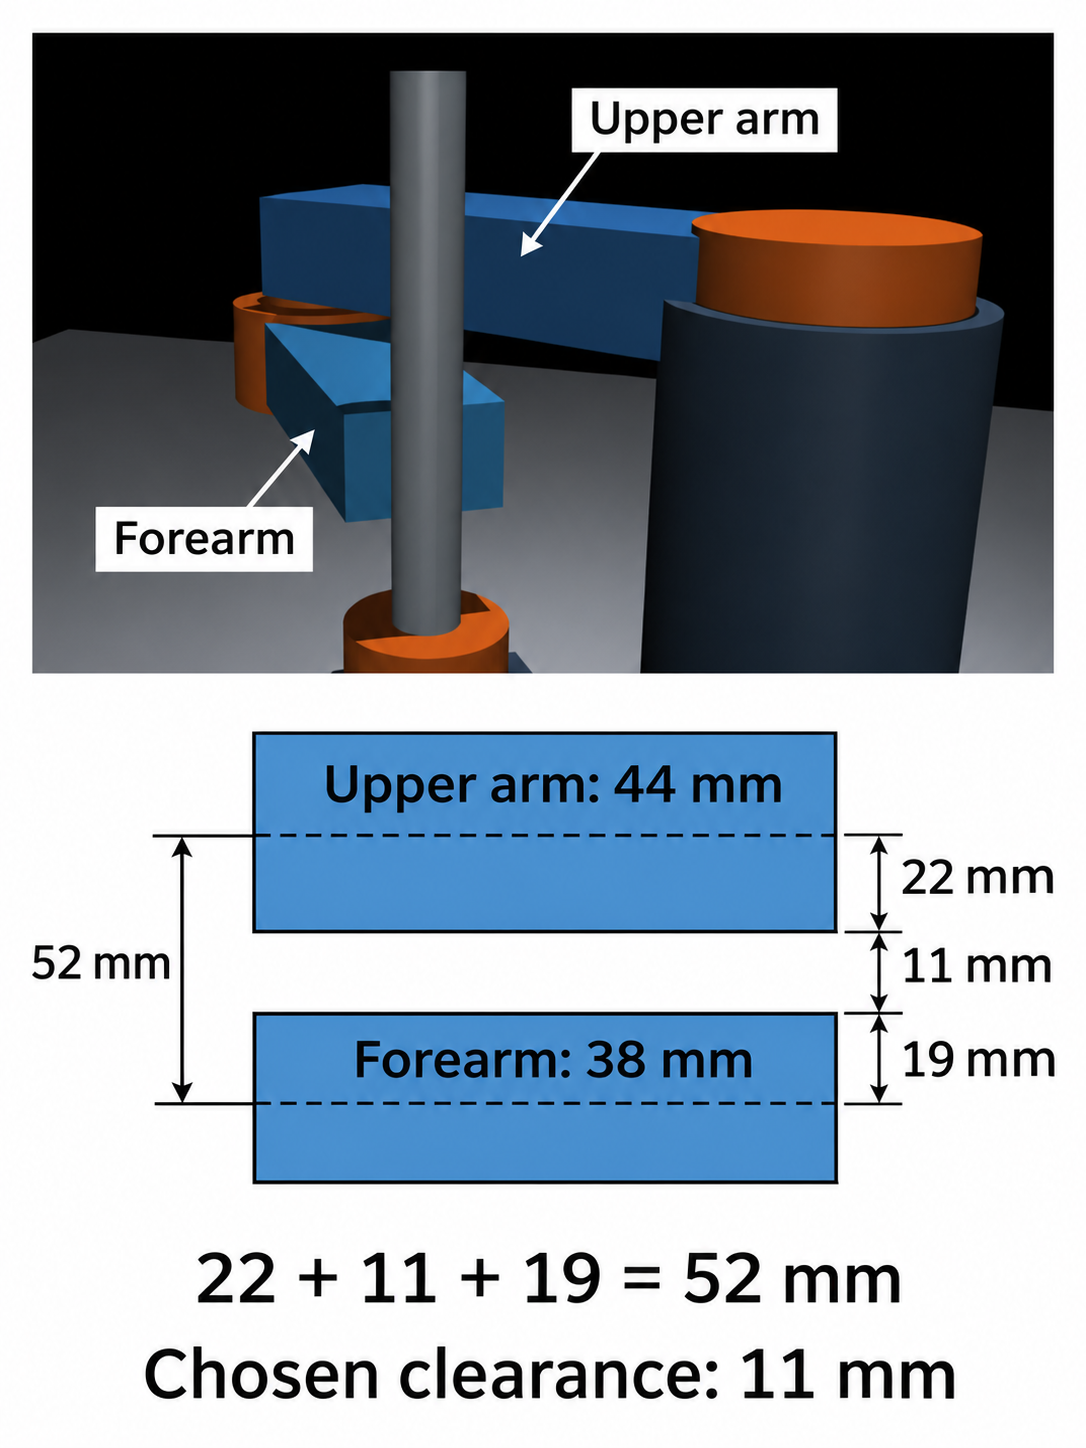 Upper arm
Forearm
Upper arm: 44 mm
22 mm
52 mm
11 mm
Forearm: 38 mm
19 mm
22 + 11 + 19 = 52 mm
Chosen clearance: 11 mm